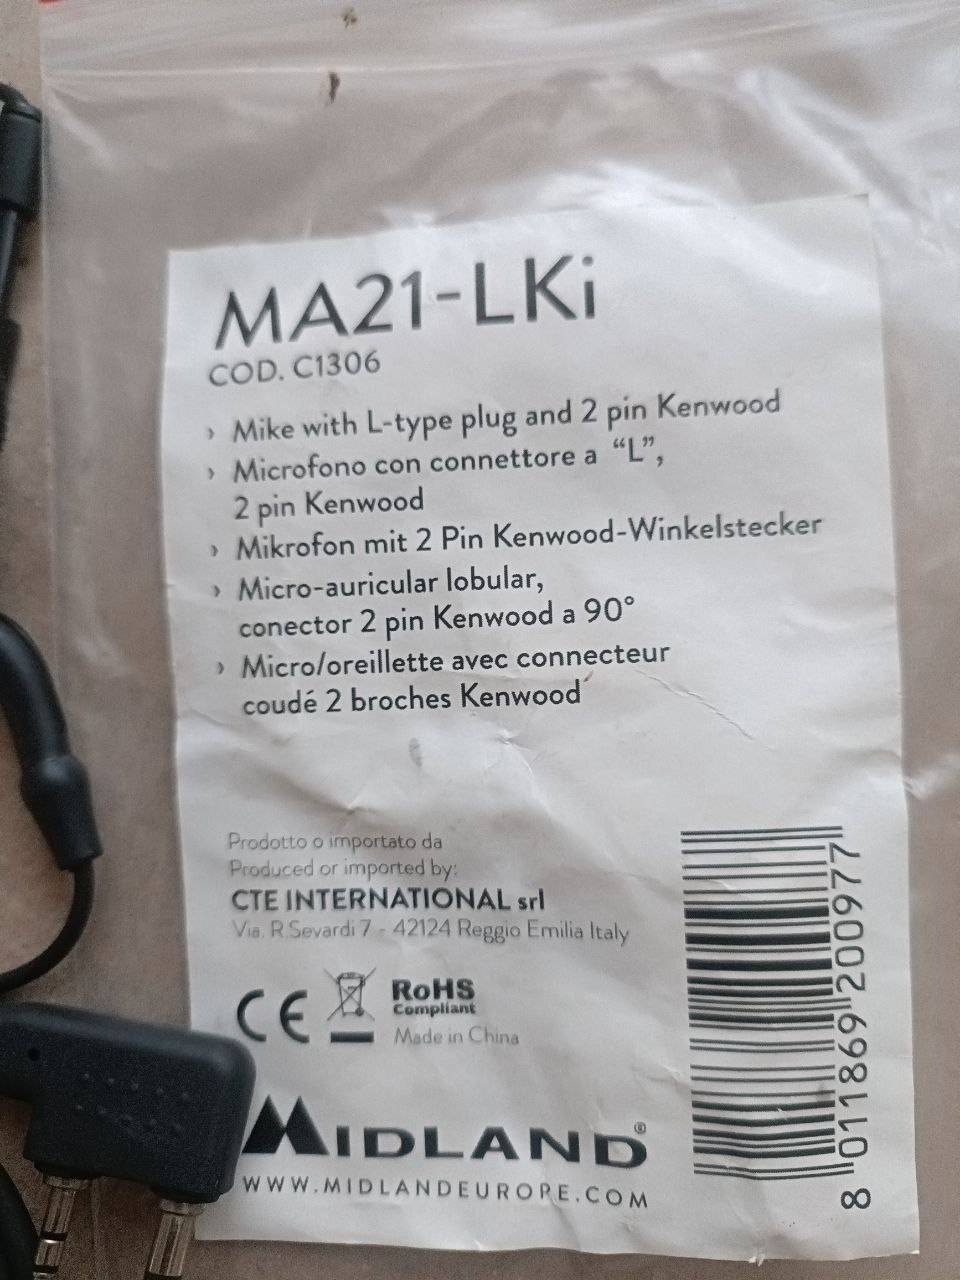 MA21-LKi
COD. C1306
› Mike with L-type plug and 2 pin Kenwood
› Microfono con connettore a “L”,
2 pin Kenwood
› Mikrofon mit 2 Pin Kenwood-Winkelstecker
› Micro-auricular lobular,
conector 2 pin Kenwood a 90°
› Micro/oreillette avec connecteur
coudé 2 broches Kenwood
Prodotto o importato da
Produced or imported by:
CTE INTERNATIONAL srl
Via. R.Sevardi 7 - 42124 Reggio Emilia Italy
CE
RoHS
Compliant
Made in China
MIDLAND®
WWW.MIDLANDEUROPE.COM
8 011869 200977